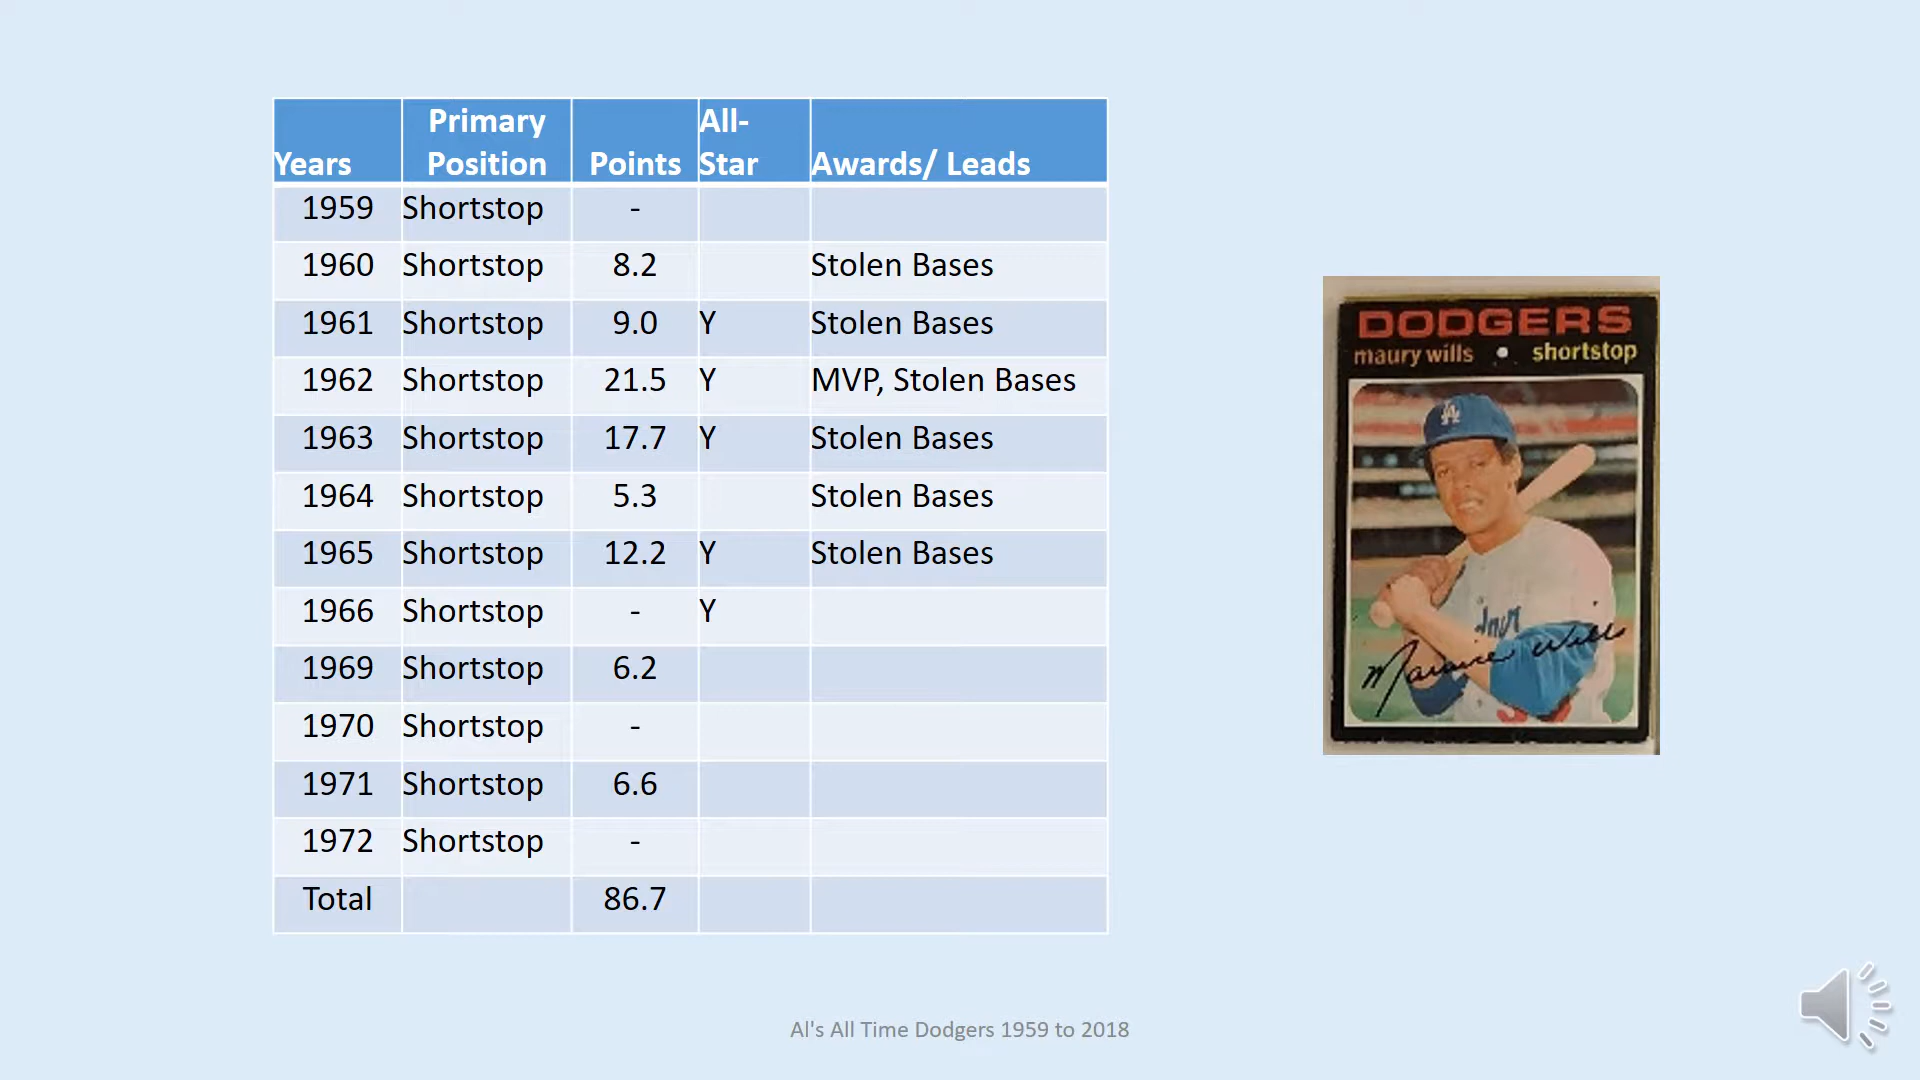 Years Primary Position Points All-Star Awards/ Leads
1959 Shortstop -
1960 Shortstop 8.2 Stolen Bases
1961 Shortstop 9.0 Y Stolen Bases
1962 Shortstop 21.5 Y MVP, Stolen Bases
1963 Shortstop 17.7 Y Stolen Bases
1964 Shortstop 5.3 Stolen Bases
1965 Shortstop 12.2 Y Stolen Bases
1966 Shortstop - Y
1969 Shortstop 6.2
1970 Shortstop -
1971 Shortstop 6.6
1972 Shortstop -
Total 86.7
DODGERS
maury wills • shortstop
LA
Maurice Wills
Al's All Time Dodgers 1959 to 2018